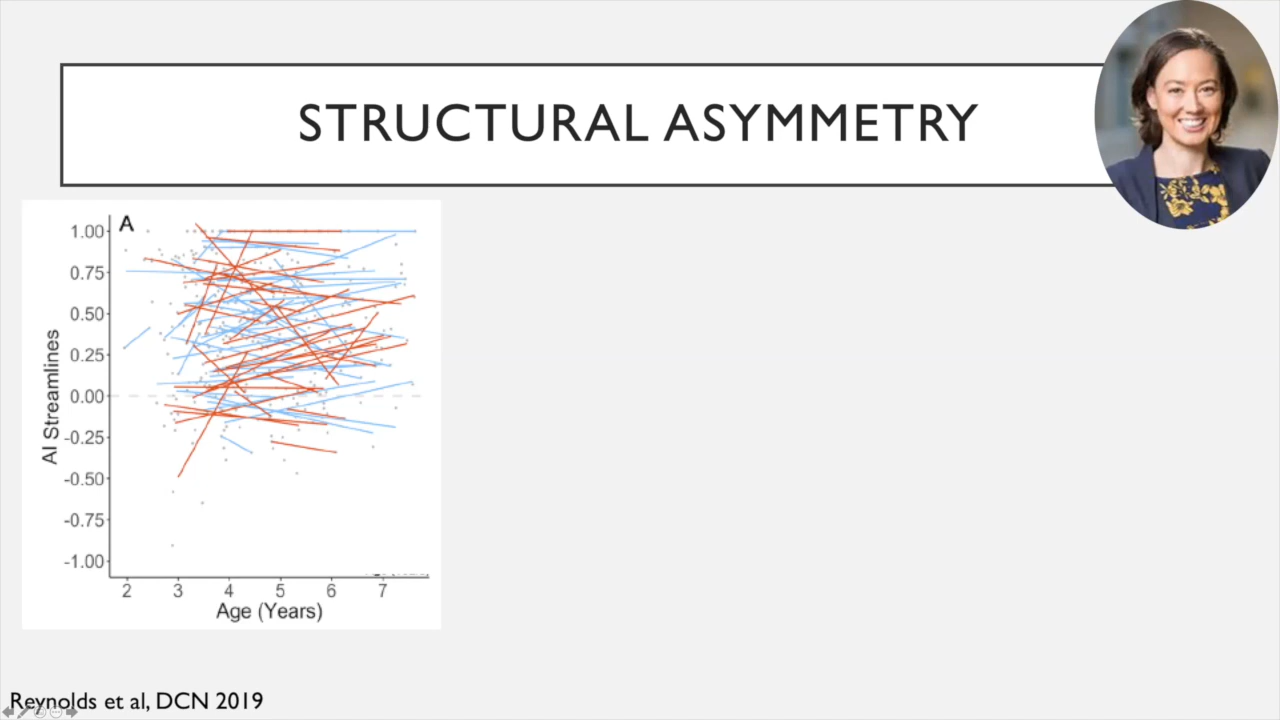 STRUCTURAL ASYMMETRY
A
1.00
0.75
0.50
0.25
0.00
-0.25
-0.50
-0.75
-1.00
AI Streamlines
2 3 4 5 6 7
Age (Years)
Reynolds et al, DCN 2019